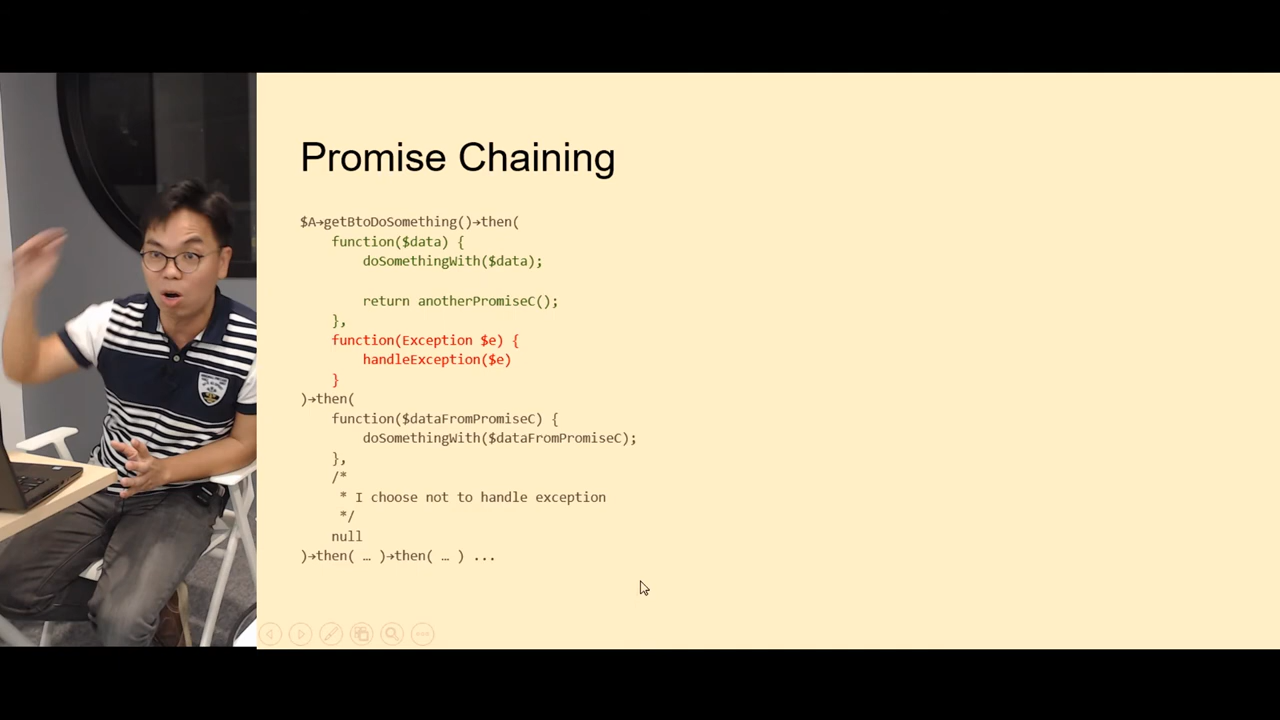 Promise Chaining
$A→getBtoDoSomething()→then(
    function($data) {
        doSomethingWith($data);
        return anotherPromiseC();
    },
    function(Exception $e) {
        handleException($e)
    }
)→then(
    function($dataFromPromiseC) {
        doSomethingWith($dataFromPromiseC);
    },
    /*
     * I choose not to handle exception
     */
    null
)→then( … )→then( … ) ...